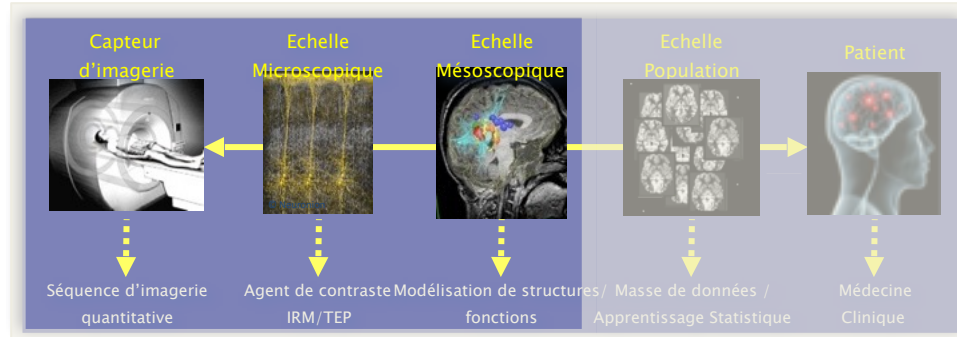 Capteur
d'imagerie
Echelle
Microscopique
Echelle
Mésoscopique
Echelle
Population
Patient
Séquence d'imagerie
quantitative
Agent de contraste
IRM/TEP
Modélisation de structures/
fonctions
Masse de données /
Apprentissage Statistique
Médecine
Clinique